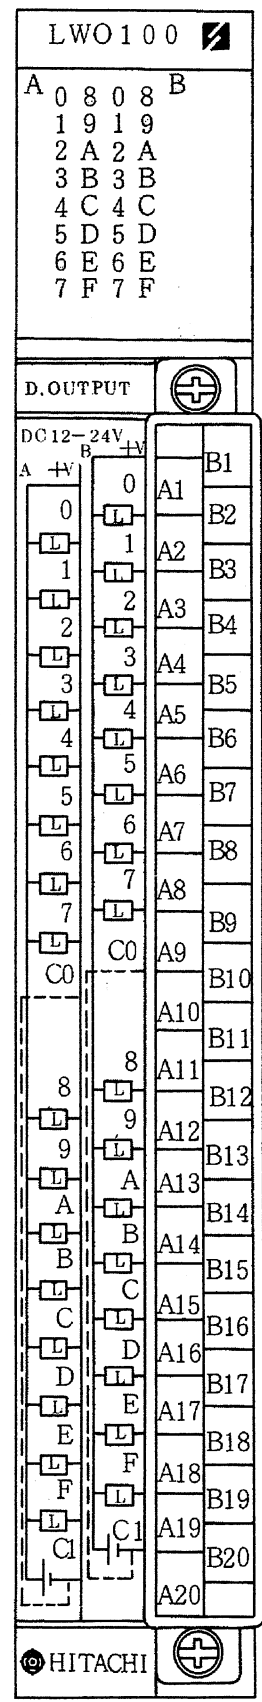 LWO100
A B
0 8 0 8
1 9 1 9
2 A 2 A
3 B 3 B
4 C 4 C
5 D 5 D
6 E 6 E
7 F 7 F
D.OUTPUT
DC12-24V
A +V
B +V
0
L
1
L
2
L
3
L
4
L
5
L
6
L
7
L
C0
8
L
9
L
A
L
B
L
C
L
D
L
E
L
F
L
C1
0
L
1
L
2
L
3
L
4
L
5
L
6
L
7
L
C0
8
L
9
L
A
L
B
L
C
L
D
L
E
L
F
L
C1
A1
A2
A3
A4
A5
A6
A7
A8
A9
A10
A11
A12
A13
A14
A15
A16
A17
A18
A19
A20
B1
B2
B3
B4
B5
B6
B7
B8
B9
B10
B11
B12
B13
B14
B15
B16
B17
B18
B19
B20
HITACHI